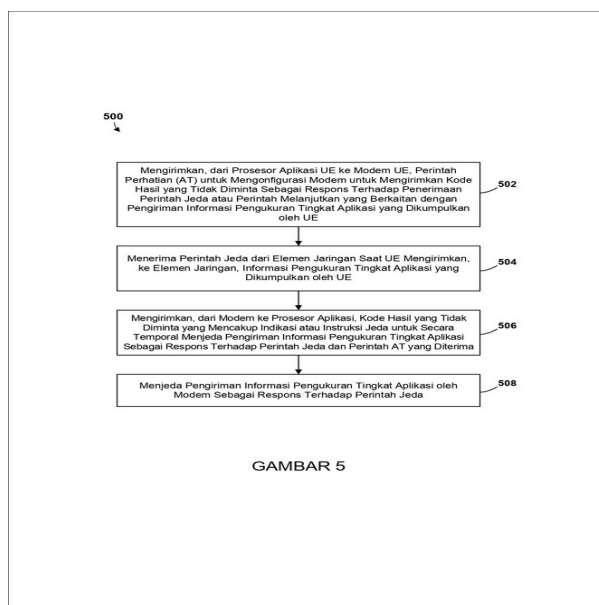 500
Mengirimkan, dari Prosesor Aplikasi UE ke Modem UE, Perintah
Perhatian (AT) untuk Mengonfigurasi Modem untuk Mengirimkan Kode
Hasil yang Tidak Diminta Sebagai Respons Terhadap Penerimaan
Perintah Jeda atau Perintah Melanjutkan yang Berkaitan dengan
Pengiriman Informasi Pengukuran Tingkat Aplikasi yang Dikumpulkan
oleh UE
502
Menerima Perintah Jeda dari Elemen Jaringan Saat UE Mengirimkan,
ke Elemen Jaringan, Informasi Pengukuran Tingkat Aplikasi yang
Dikumpulkan oleh UE
504
Mengirimkan, dari Modem ke Prosesor Aplikasi, Kode Hasil yang Tidak
Diminta yang Mencakup Indikasi atau Instruksi Jeda untuk Secara
Temporal Menjeda Pengiriman Informasi Pengukuran Tingkat Aplikasi
Sebagai Respons Terhadap Perintah Jeda dan Perintah AT yang Diterima
506
Menjeda Pengiriman Informasi Pengukuran Tingkat Aplikasi oleh
Modem Sebagai Respons Terhadap Perintah Jeda
508
GAMBAR 5